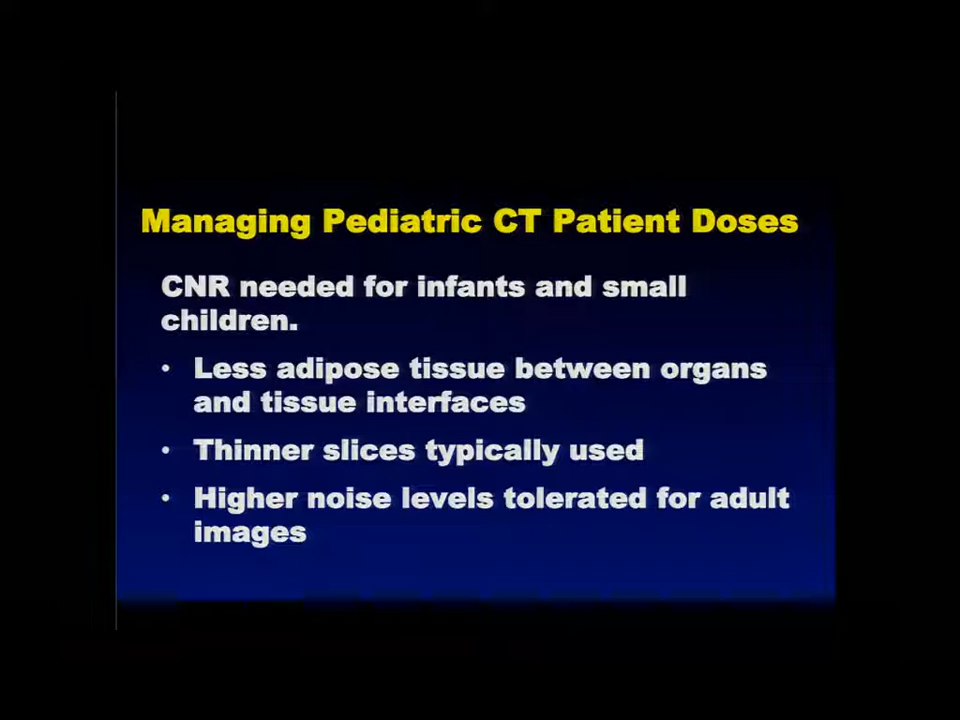 Managing Pediatric CT Patient Doses
CNR needed for infants and small
children.
• Less adipose tissue between organs
and tissue interfaces
• Thinner slices typically used
• Higher noise levels tolerated for adult
images